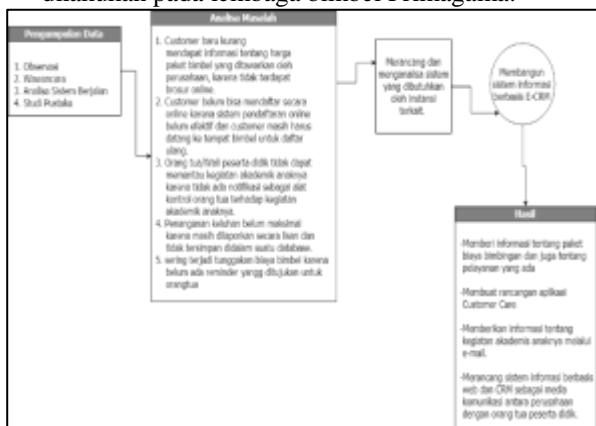 dilakukan pada lembaga bimbel Primagama.
Pengumpulan Data
1. Observasi
2. Wawancara
3. Analisa Sistem Berjalan
4. Studi Pustaka
Analisa Masalah
1. Customer baru kurang
mendapat informasi tentang harga
paket bimbel yang ditawarkan oleh
perusahaan, karena tidak terdapat
brosur online.
2. Customer belum bisa mendaftar secara
online karena sistem pendaftaran online
belum efektif dan customer masih harus
datang ke tempat bimbel untuk daftar
ulang.
3. Orang tua/Wali peserta didik tidak dapat
memantau kegiatan akademik anaknya
karena tidak ada notifikasi sebagai alat
kontrol orang tua terhadap kegiatan
akademik anaknya.
4. Penanganan keluhan belum maksimal
karena masih dilaporkan secara lisan dan
tidak tersimpan didalam suatu database.
5. sering terjadi tunggakan biaya bimbel karena
belum ada reminder yangg ditujukan untuk
orangtua
Merancang dan
menganalisa sistem
yang dibutuhkan
oleh instansi
terkait.
Membangun
sistem informasi
berbasis E-CRM
Hasil
-Memberi informasi tentang paket
biaya bimbingan dan juga tentang
pelayanan yang ada
-Membuat rancangan aplikasi
Customer Care
-Memberikan informasi tentang
kegiatan akademis anaknya melalui
e-mail.
-Merancang sistem informasi berbasis
web dan CRM sebagai media
komunikasi antara perusahaan
dengan orang tua peserta didik.